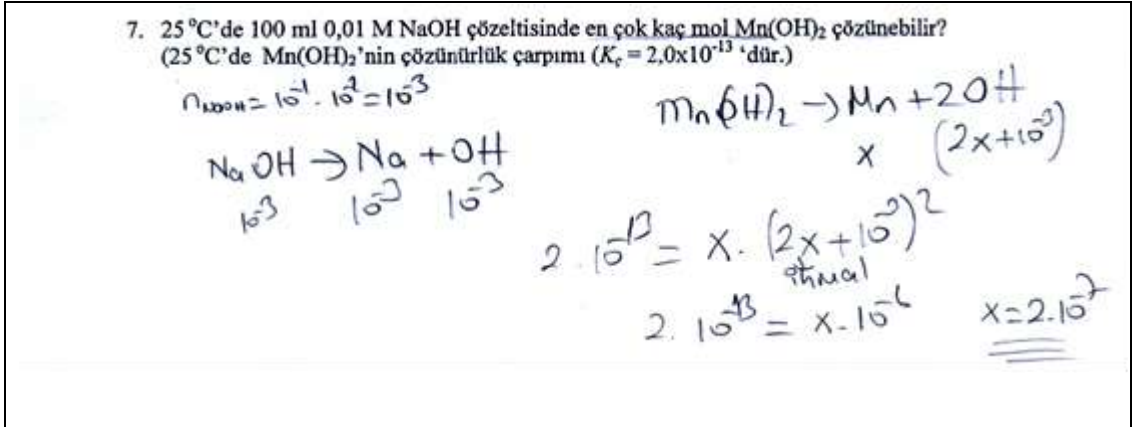 7. 25 °C'de 100 ml 0,01 M NaOH çözeltisinde en çok kaç mol Mn(OH)₂ çözünebilir?
(25 °C'de Mn(OH)₂'nin çözünürlük çarpımı (Kç = 2,0x10⁻¹³ 'dür.)
nNaOH = 10⁻¹ . 10⁻² = 10⁻³
Mn(OH)₂ → Mn + 2OH
x (2x+10⁻³)
NaOH → Na + OH
10⁻³ 10⁻³ 10⁻³
2 . 10⁻¹³ = x . (2x+10⁻³)²
ihmal
2 . 10⁻¹³ = x . 10⁻⁶ x = 2.10⁻⁷